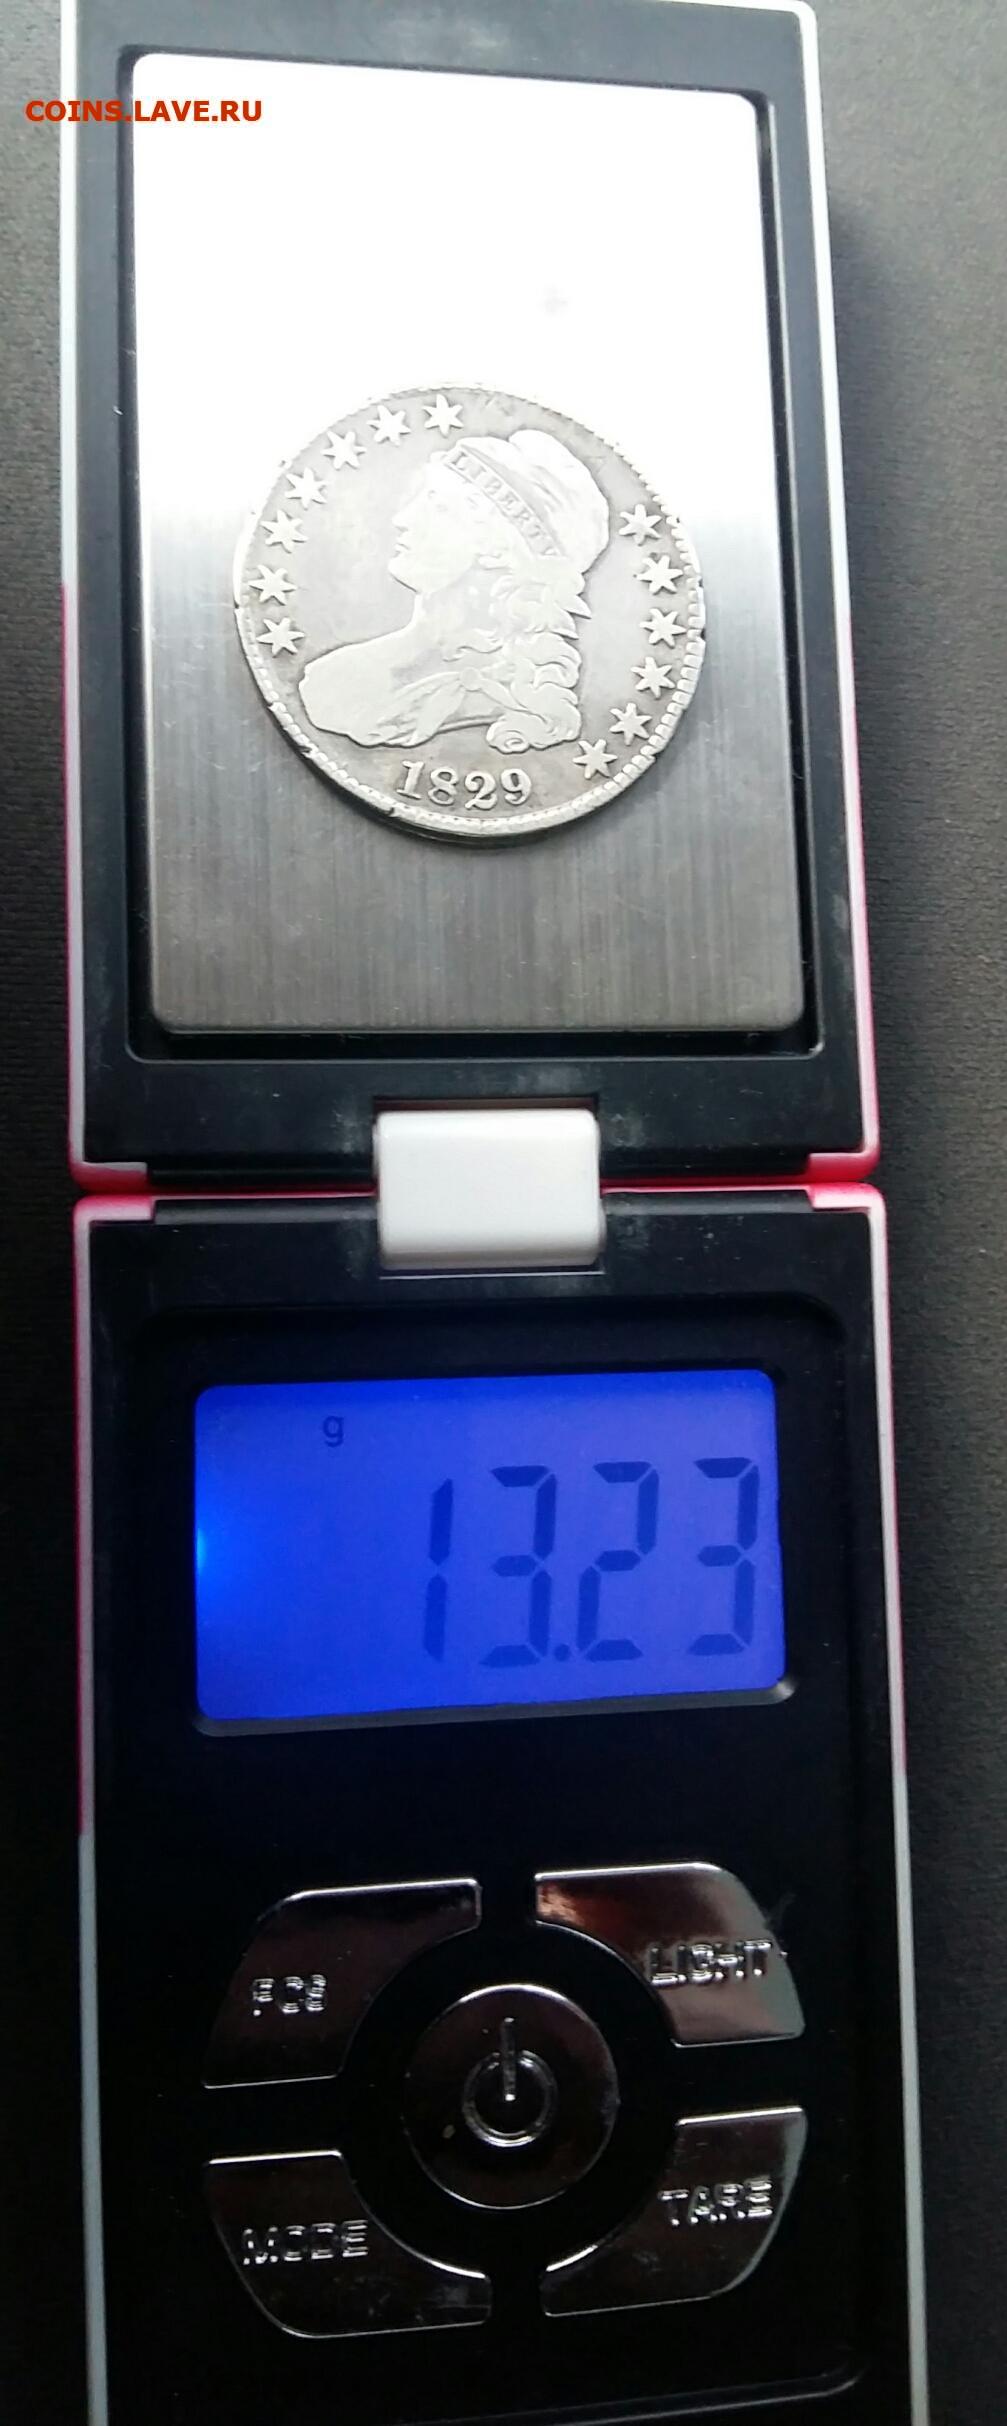 COINS.LAVE.RU
LIBERTY
1829
g
13.23
PCS
LIGHT
MODE
TARE